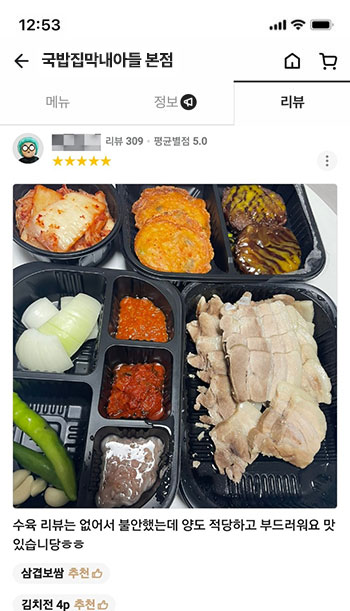 12:53
국밥집막내아들 본점
메뉴
정보
리뷰
리뷰 309 · 평균별점 5.0
수육 리뷰는 없어서 불안했는데 양도 적당하고 부드러워요 맛
있습니당ㅎㅎ
삼겹보쌈 추천
김치전 4p 추천